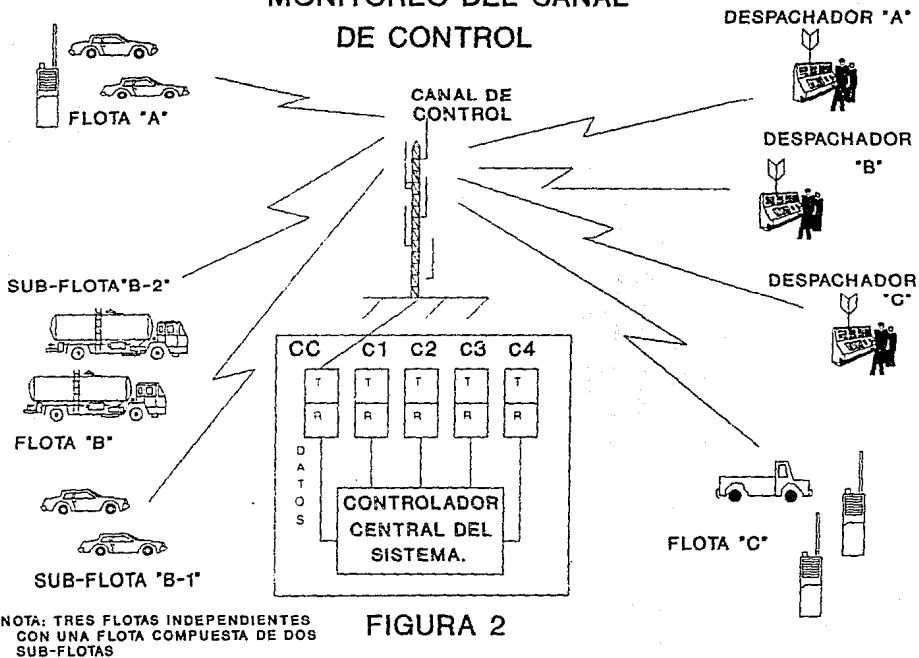 MONITOREO DEL CANAL
DE CONTROL
DESPACHADOR "A"
CANAL DE
CONTROL
FLOTA "A"
DESPACHADOR
"B"
SUB-FLOTA"B-2"
DESPACHADOR
"C"
CC C1 C2 C3 C4
T T T T T
R R R R R
FLOTA "B"
DATOS
CONTROLADOR
CENTRAL DEL
SISTEMA.
FLOTA "C"
SUB-FLOTA "B-1"
NOTA: TRES FLOTAS INDEPENDIENTES
CON UNA FLOTA COMPUESTA DE DOS
SUB-FLOTAS
FIGURA 2